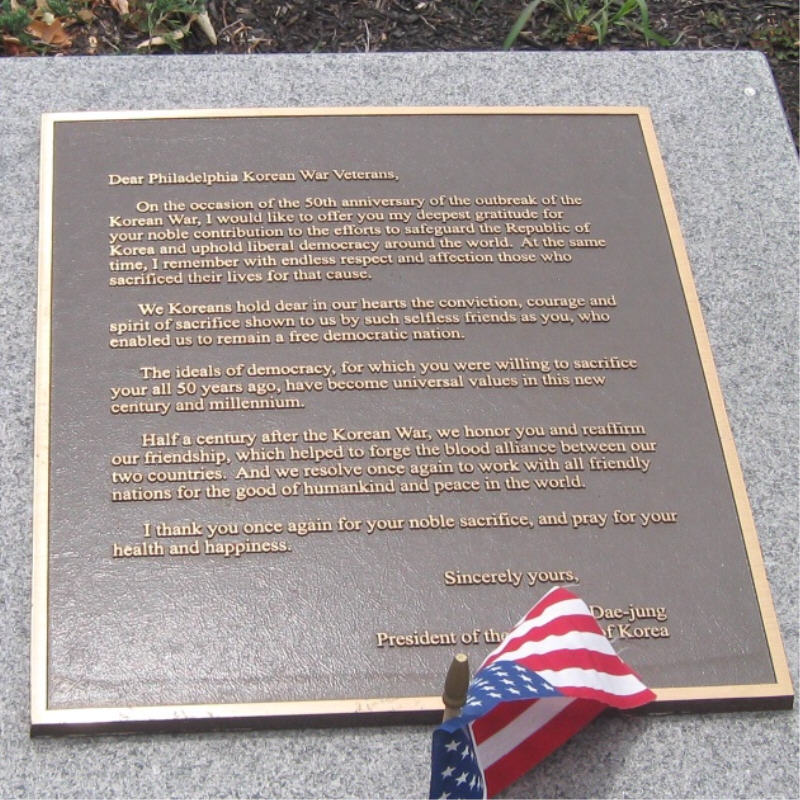 Dear Philadelphia Korean War Veterans,
On the occasion of the 50th anniversary of the outbreak of the
Korean War, I would like to offer you my deepest gratitude for
your noble contribution to the efforts to safeguard the Republic of
Korea and uphold liberal democracy around the world. At the same
time, I remember with endless respect and affection those who
sacrificed their lives for that cause.
We Koreans hold dear in our hearts the conviction, courage and
spirit of sacrifice shown to us by such selfless friends as you, who
enabled us to remain a free democratic nation.
The ideals of democracy, for which you were willing to sacrifice
your all 50 years ago, have become universal values in this new
century and millennium.
Half a century after the Korean War, we honor you and reaffirm
our friendship, which helped to forge the blood alliance between our
two countries. And we resolve once again to work with all friendly
nations for the good of humankind and peace in the world.
I thank you once again for your noble sacrifice, and pray for your
health and happiness.
Sincerely yours,
Dae-jung
President of the of Korea